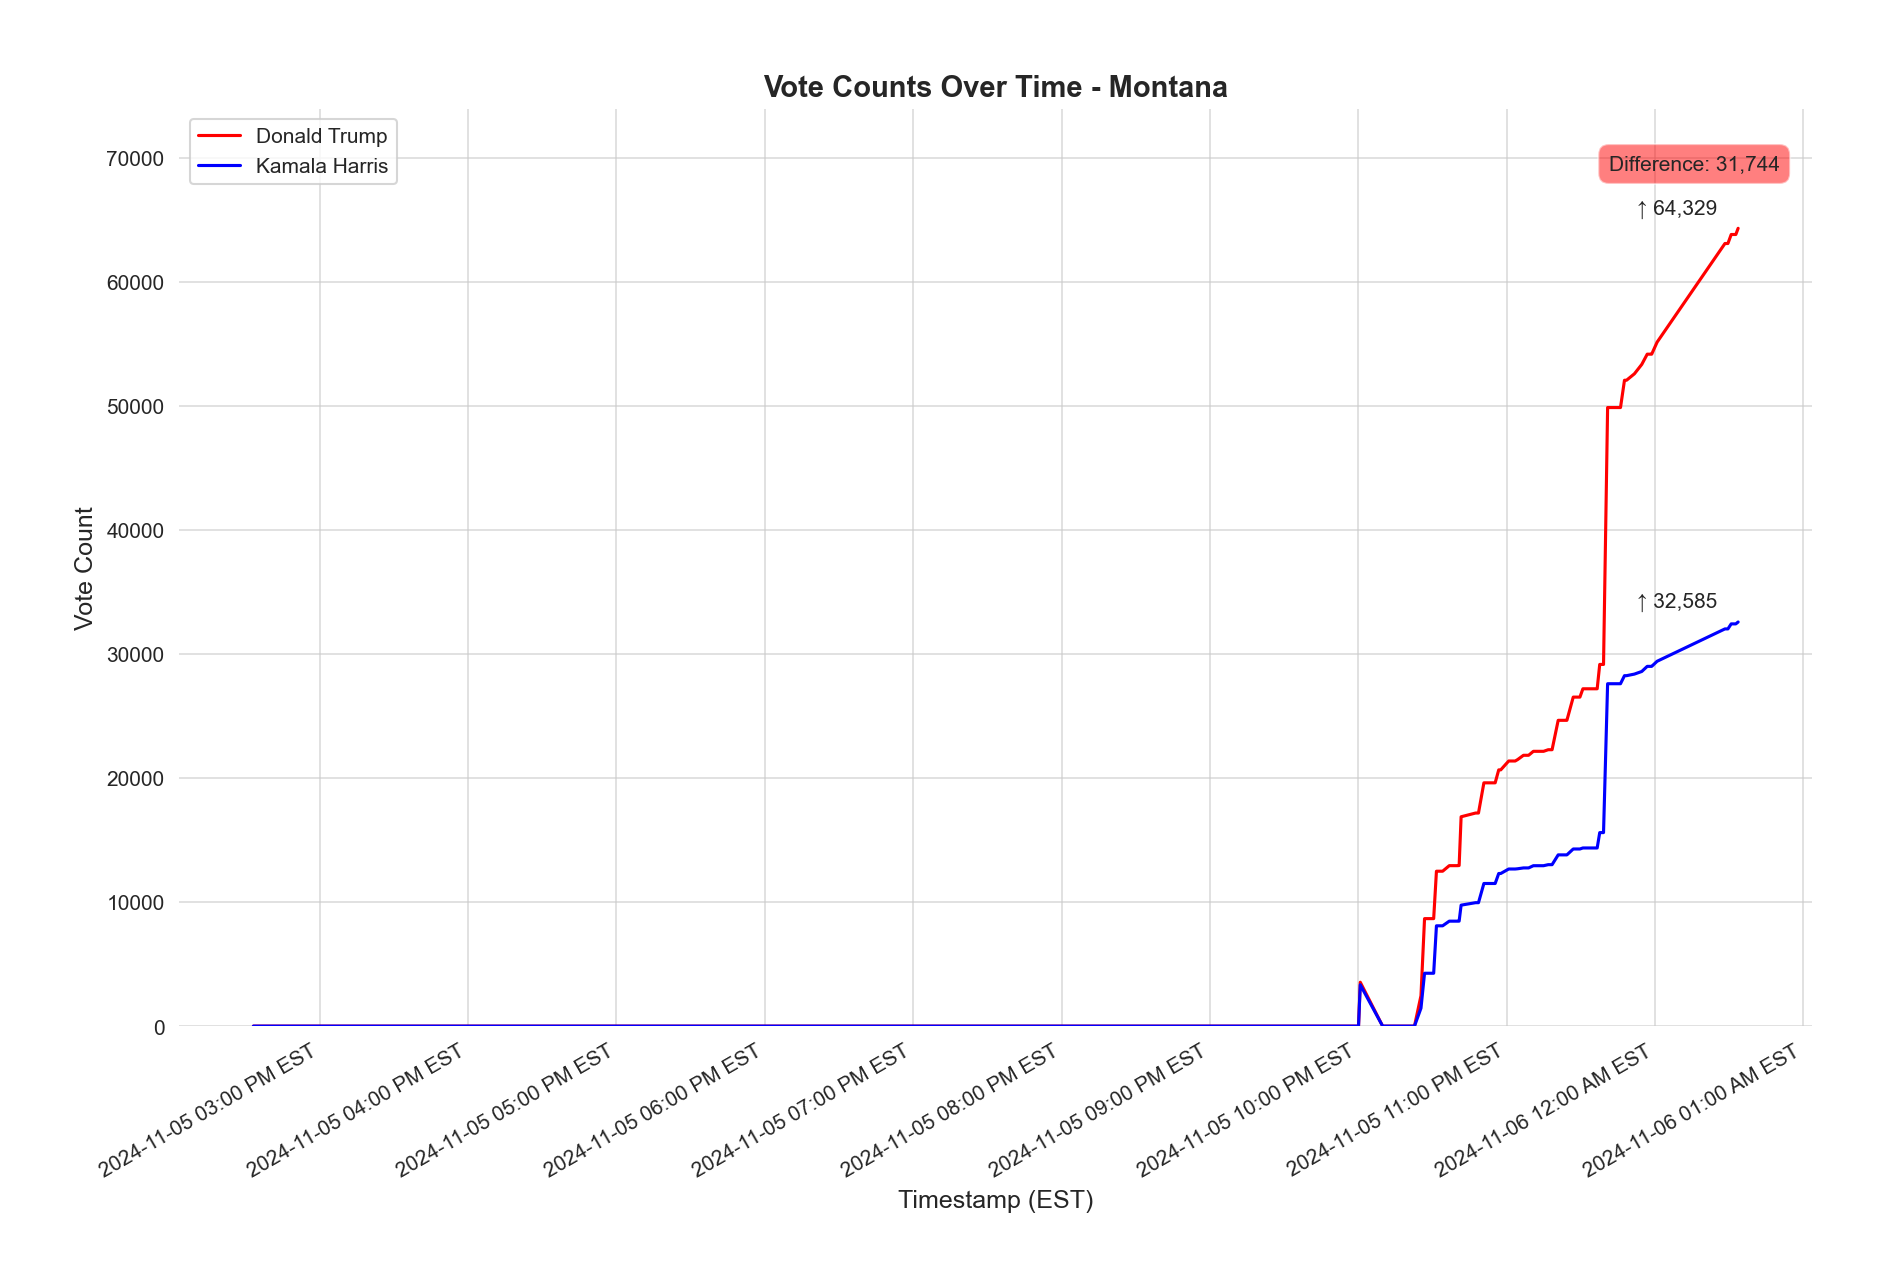 Vote Counts Over Time - Montana
Donald Trump
Kamala Harris
Difference: 31,744
↑ 64,329
↑ 32,585
Vote Count
70000
60000
50000
40000
30000
20000
10000
0
2024-11-05 03:00 PM EST
2024-11-05 04:00 PM EST
2024-11-05 05:00 PM EST
2024-11-05 06:00 PM EST
2024-11-05 07:00 PM EST
2024-11-05 08:00 PM EST
2024-11-05 09:00 PM EST
2024-11-05 10:00 PM EST
2024-11-05 11:00 PM EST
2024-11-06 12:00 AM EST
2024-11-06 01:00 AM EST
Timestamp (EST)